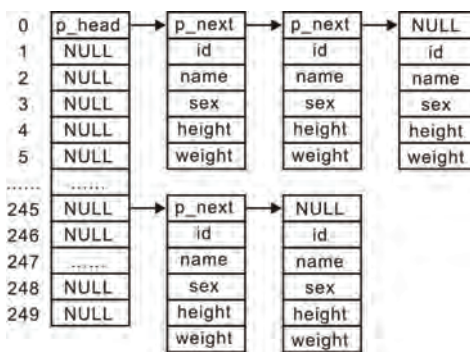 0 p_head p_next p_next NULL
1 NULL id id id
2 NULL name name name
3 NULL sex sex sex
4 NULL height height height
5 NULL weight weight weight
...... ......
245 NULL p_next NULL
246 NULL id id
247 ...... name name
248 NULL sex sex
249 NULL height height
weight weight